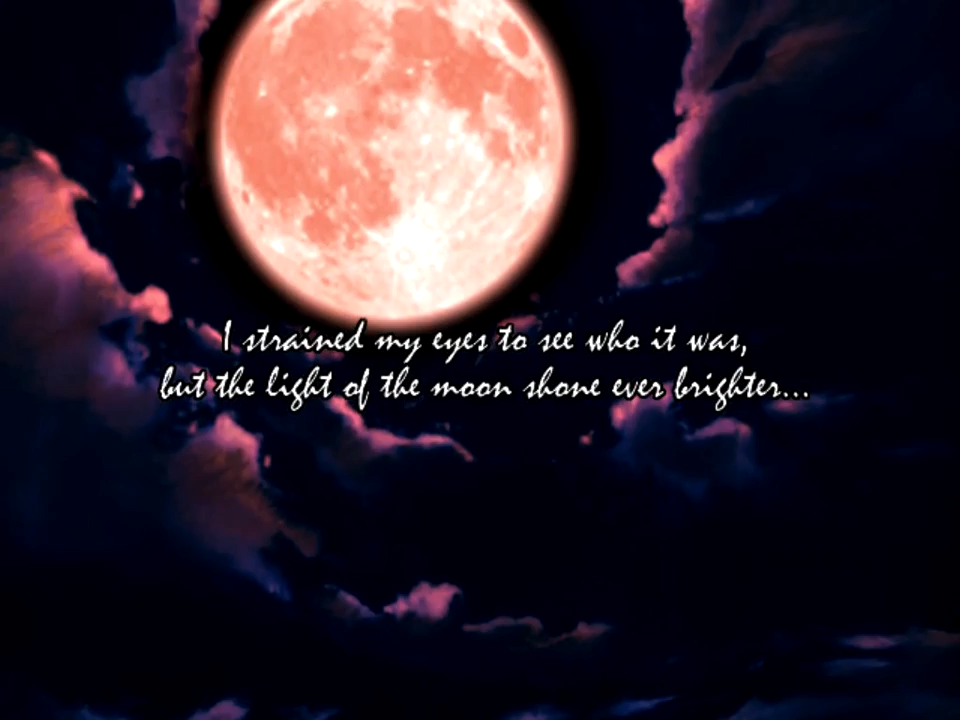 I strained my eyes to see who it was,
but the light of the moon shone ever brighter...